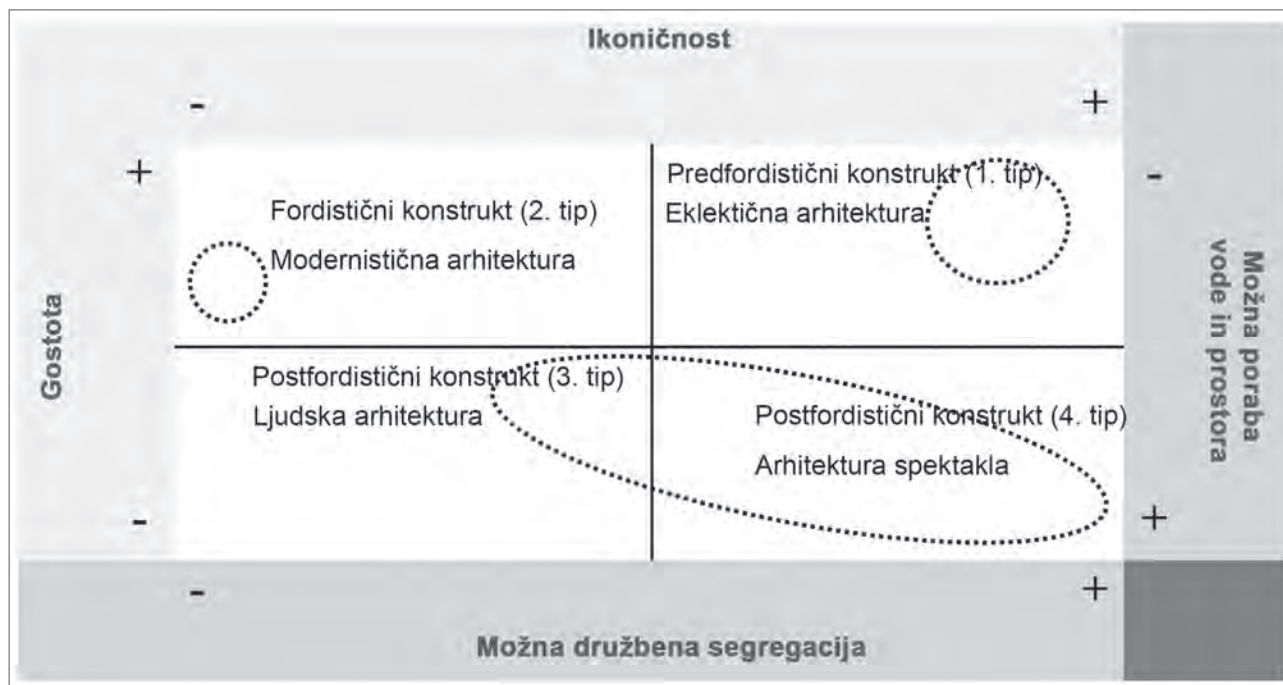 Ikoničnost
- +
+ -
Predfordistični konstrukt (1. tip)
Eklektična arhitektura
Fordistični konstrukt (2. tip)
Modernistična arhitektura
Gostota
Možna poraba
vode in prostora
Postfordistični konstrukt (3. tip)
Ljudska arhitektura
Postfordistični konstrukt (4. tip)
Arhitektura spektakla
- +
- +
Možna družbena segregacija